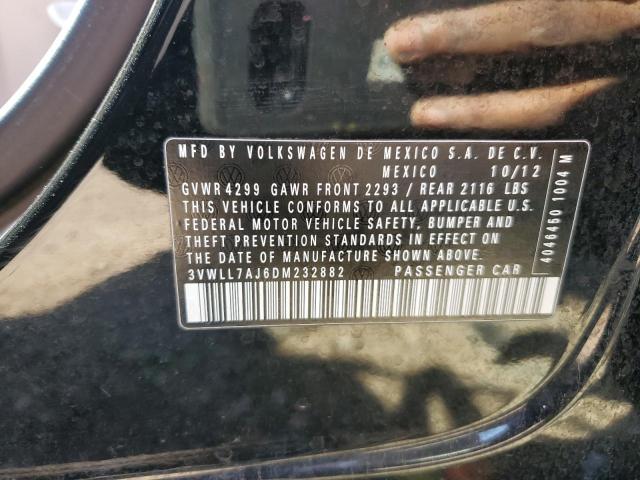 MFD BY VOLKSWAGEN DE MEXICO S.A. DE C.V.
MEXICO 10/12
GVWR 4299 GAWR FRONT 2293 / REAR 2116 LBS
THIS VEHICLE CONFORMS TO ALL APPLICABLE U.S.
FEDERAL MOTOR VEHICLE SAFETY, BUMPER AND
THEFT PREVENTION STANDARDS IN EFFECT ON
THE DATE OF MANUFACTURE SHOWN ABOVE.
3VWLL7AJ6DM232882 PASSENGER CAR
4046450 1004 M